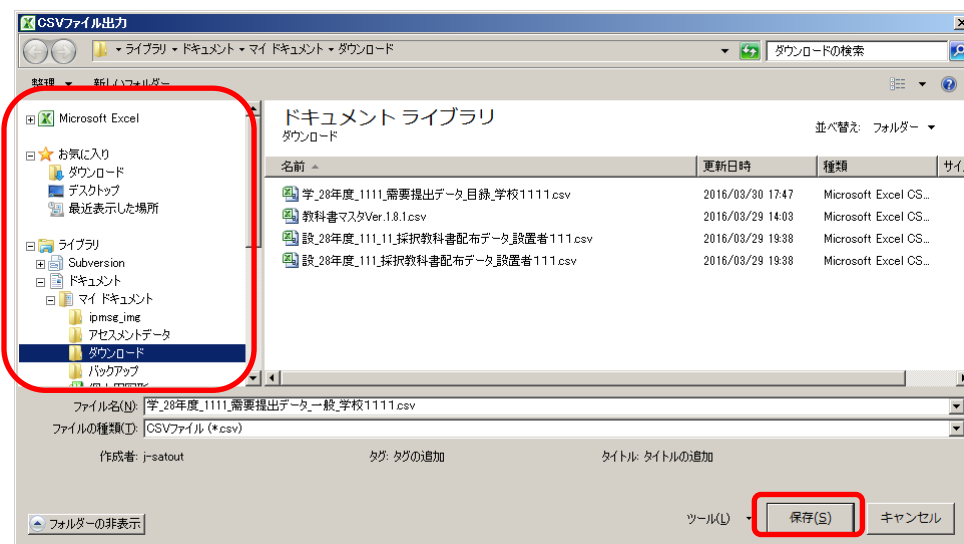 CSVファイル出力
ライブラリ ▾ ドキュメント ▾ マイ ドキュメント ▾ ダウンロード
ダウンロードの検索
整理 新しいフォルダー
Microsoft Excel
お気に入り
ダウンロード
デスクトップ
最近表示した場所
ライブラリ
Subversion
ドキュメント
マイ ドキュメント
ipmsg_img
アセスメントデータ
ダウンロード
バックアップ
ドキュメント ライブラリ
ダウンロード
並べ替え: フォルダー ▾
名前 更新日時 種類 サイ
学_28年度_1111_需要提出データ_目録_学校1111.csv 2016/03/30 17:47 Microsoft Excel CS...
教科書マスタVer.1.8.1.csv 2016/03/29 14:03 Microsoft Excel CS...
設_28年度_111_11_採択教科書配布データ_設置者111.csv 2016/03/29 19:38 Microsoft Excel CS...
設_28年度_111_採択教科書配布データ_設置者111.csv 2016/03/29 19:38 Microsoft Excel CS...
ファイル名(N): 学_28年度_1111_需要提出データ_一般_学校1111.csv
ファイルの種類(T): CSVファイル (*.csv)
作成者: j-satout タグ: タグの追加 タイトル: タイトルの追加
フォルダーの非表示 ツール(L) 保存(S) キャンセル